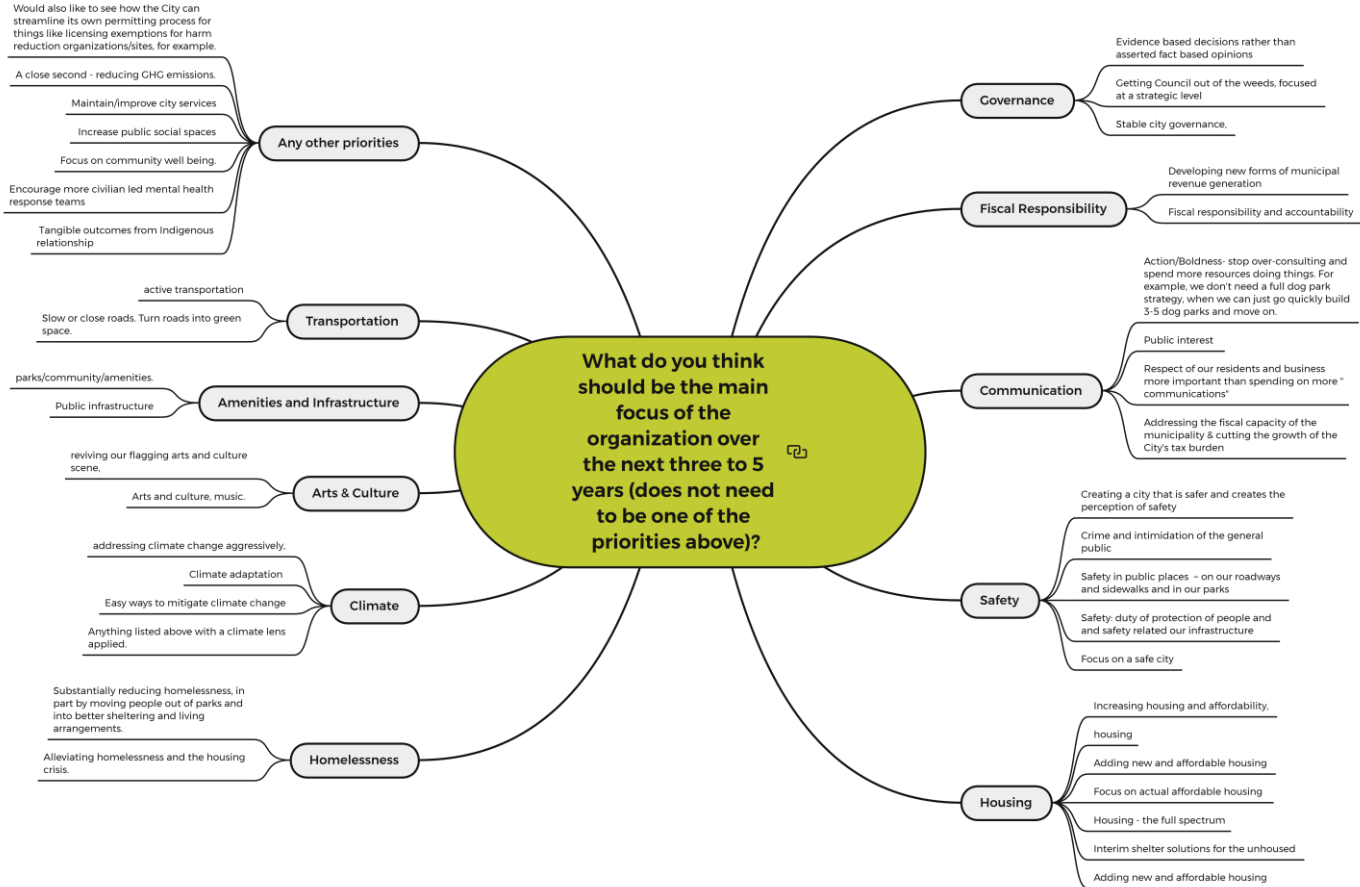 Would also like to see how the City can
streamline its own permitting process for
things like licensing exemptions for harm
reduction organizations/sites, for example.
A close second - reducing GHG emissions.
Maintain/improve city services
Increase public social spaces
Focus on community well being.
Encourage more civilian led mental health
response teams
Tangible outcomes from Indigenous
relationship
Any other priorities
active transportation
Slow or close roads. Turn roads into green
space.
Transportation
parks/community/amenities.
Public infrastructure
Amenities and Infrastructure
reviving our flagging arts and culture
scene,
Arts and culture, music.
Arts & Culture
addressing climate change aggressively,
Climate adaptation
Easy ways to mitigate climate change
Anything listed above with a climate lens
applied.
Climate
Substantially reducing homelessness, in
part by moving people out of parks and
into better sheltering and living
arrangements.
Alleviating homelessness and the housing
crisis.
Homelessness
What do you think
should be the main
focus of the
organization over
the next three to 5
years (does not need
to be one of the
priorities above)?
Governance
Evidence based decisions rather than
asserted fact based opinions
Getting Council out of the weeds, focused
at a strategic level
Stable city governance,
Fiscal Responsibility
Developing new forms of municipal
revenue generation
Fiscal responsibility and accountability
Communication
Action/Boldness- stop over-consulting and
spend more resources doing things. For
example, we don't need a full dog park
strategy, when we can just go quickly build
3-5 dog parks and move on.
Public interest
Respect of our residents and business
more important than spending on more "
communications"
Addressing the fiscal capacity of the
municipality & cutting the growth of the
City's tax burden
Safety
Creating a city that is safer and creates the
perception of safety
Crime and intimidation of the general
public
Safety in public places – on our roadways
and sidewalks and in our parks
Safety: duty of protection of people and
and safety related our infrastructure
Focus on a safe city
Housing
Increasing housing and affordability,
housing
Adding new and affordable housing
Focus on actual affordable housing
Housing - the full spectrum
Interim shelter solutions for the unhoused
Adding new and affordable housing